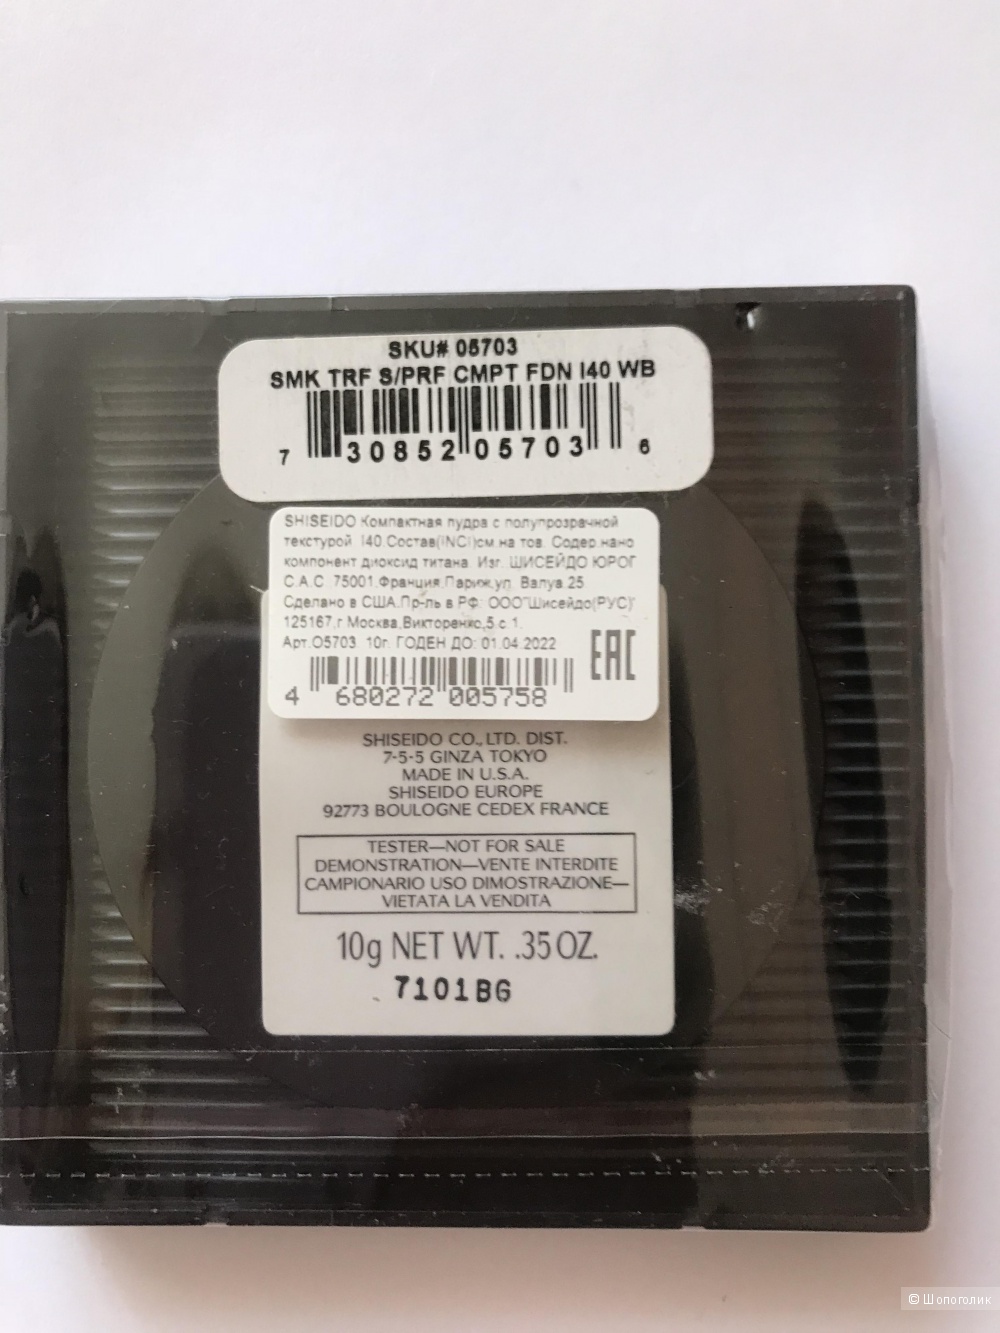 SKU# 05703
SMK TRF S/PRF CMPT FDN I40 WB
7 30852 05703 6
SHISEIDO Компактная пудра с полупрозрачной
текстурой I40.Состав(INCI)см.на тов. Содер.нано
компонент диоксид титана. Изг. ШИСЕЙДО ЮРОГ
С.А.С. 75001,Франция,Париж,ул. Валуа 25
Сделано в США.Пр-ль в РФ: ООО"Шисейдо(РУС)"
125167,г.Москва,Викторенко,5.с.1.
Арт.О5703. 10г. ГОДЕН ДО: 01.04.2022
EAC
4 680272 005758
SHISEIDO CO., LTD. DIST.
7-5-5 GINZA TOKYO
MADE IN U.S.A.
SHISEIDO EUROPE
92773 BOULOGNE CEDEX FRANCE
TESTER—NOT FOR SALE
DEMONSTRATION—VENTE INTERDITE
CAMPIONARIO USO DIMOSTRAZIONE—
VIETATA LA VENDITA
10g NET WT. .35 OZ.
7101BG
© Шопоголик